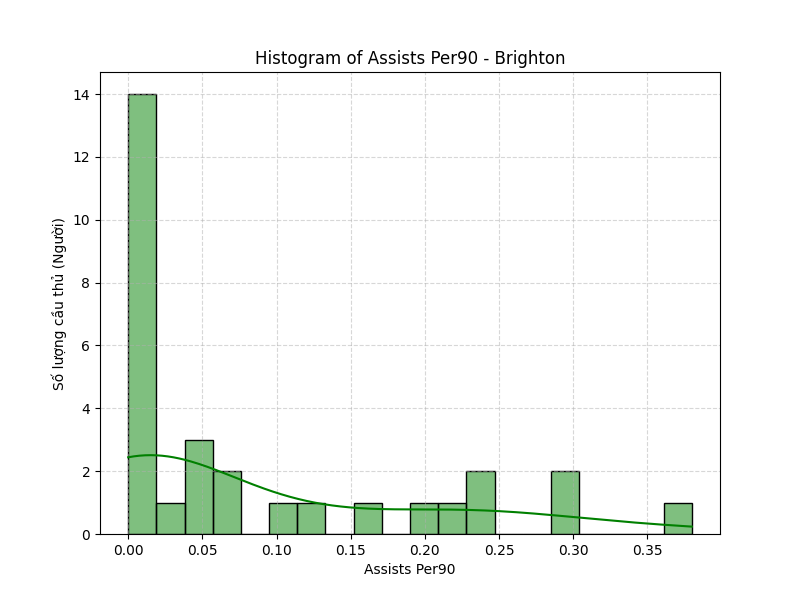 Histogram of Assists Per90 - Brighton
Số lượng cầu thủ (Người)
14
12
10
8
6
4
2
0
0.00 0.05 0.10 0.15 0.20 0.25 0.30 0.35
Assists Per90